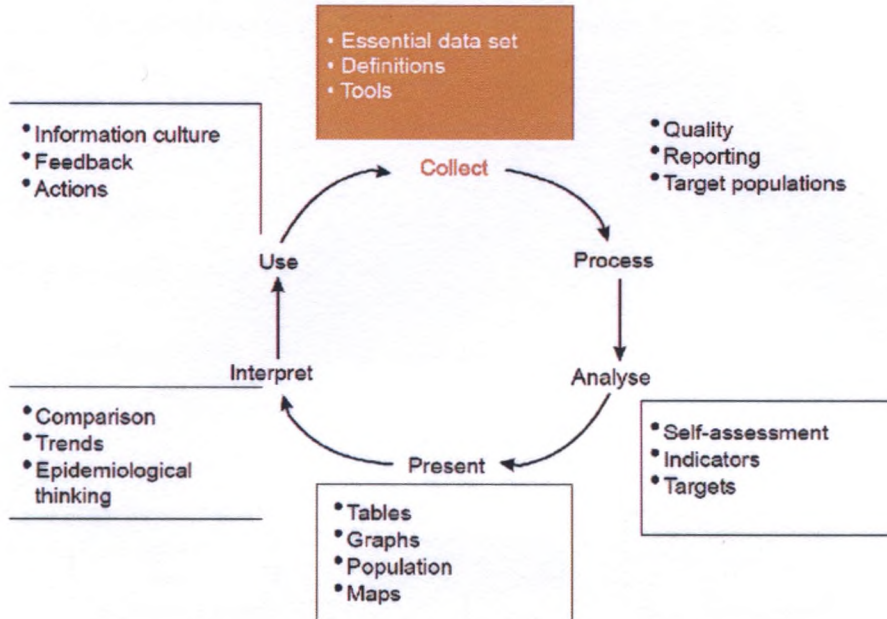 • Essential data set
• Definitions
• Tools
Collect
• Quality
• Reporting
• Target populations
Process
Analyse
• Self-assessment
• Indicators
• Targets
Present
• Tables
• Graphs
• Population
• Maps
Interpret
• Comparison
• Trends
• Epidemiological
thinking
Use
• Information culture
• Feedback
• Actions